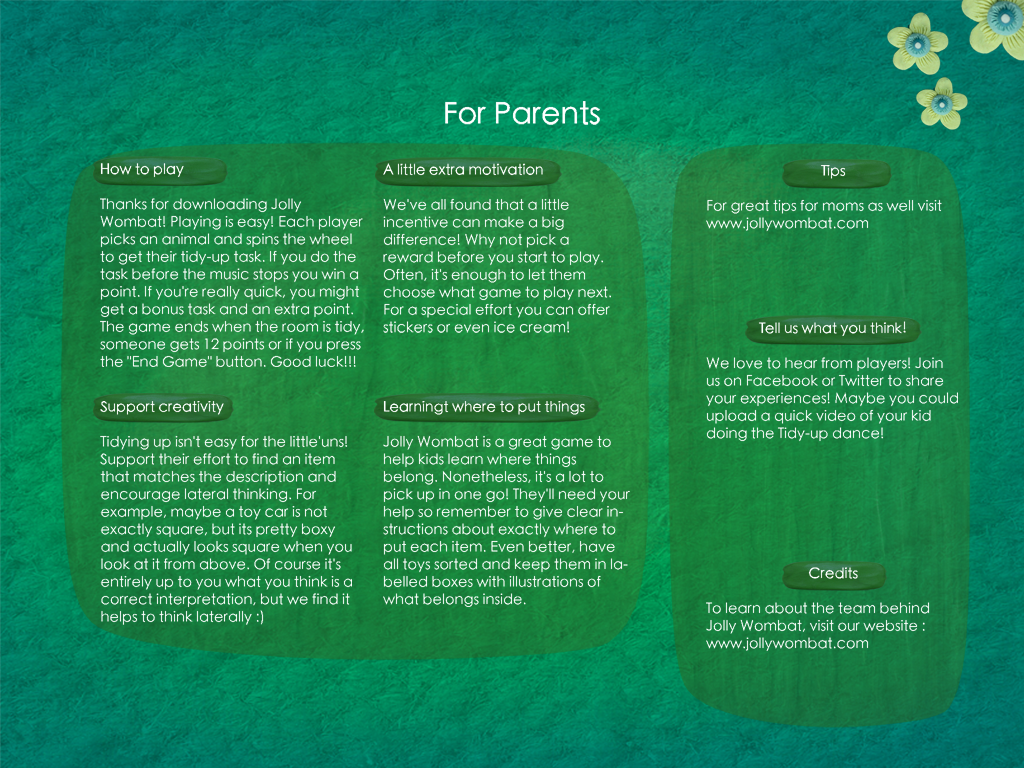 For Parents
How to play
Thanks for downloading Jolly
Wombat! Playing is easy! Each player
picks an animal and spins the wheel
to get their tidy-up task. If you do the
task before the music stops you win a
point. If you're really quick, you might
get a bonus task and an extra point.
The game ends when the room is tidy,
someone gets 12 points or if you press
the "End Game" button. Good luck!!!
A little extra motivation
We've all found that a little
incentive can make a big
difference! Why not pick a
reward before you start to play.
Often, it's enough to let them
choose what game to play next.
For a special effort you can offer
stickers or even ice cream!
Support creativity
Tidying up isn't easy for the little'uns!
Support their effort to find an item
that matches the description and
encourage lateral thinking. For
example, maybe a toy car is not
exactly square, but its pretty boxy
and actually looks square when you
look at it from above. Of course it's
entirely up to you what you think is a
correct interpretation, but we find it
helps to think laterally :)
Learningt where to put things
Jolly Wombat is a great game to
help kids learn where things
belong. Nonetheless, it's a lot to
pick up in one go! They'll need your
help so remember to give clear in-
structions about exactly where to
put each item. Even better, have
all toys sorted and keep them in la-
belled boxes with illustrations of
what belongs inside.
Tips
For great tips for moms as well visit
www.jollywombat.com
Tell us what you think!
We love to hear from players! Join
us on Facebook or Twitter to share
your experiences! Maybe you could
upload a quick video of your kid
doing the Tidy-up dance!
Credits
To learn about the team behind
Jolly Wombat, visit our website :
www.jollywombat.com